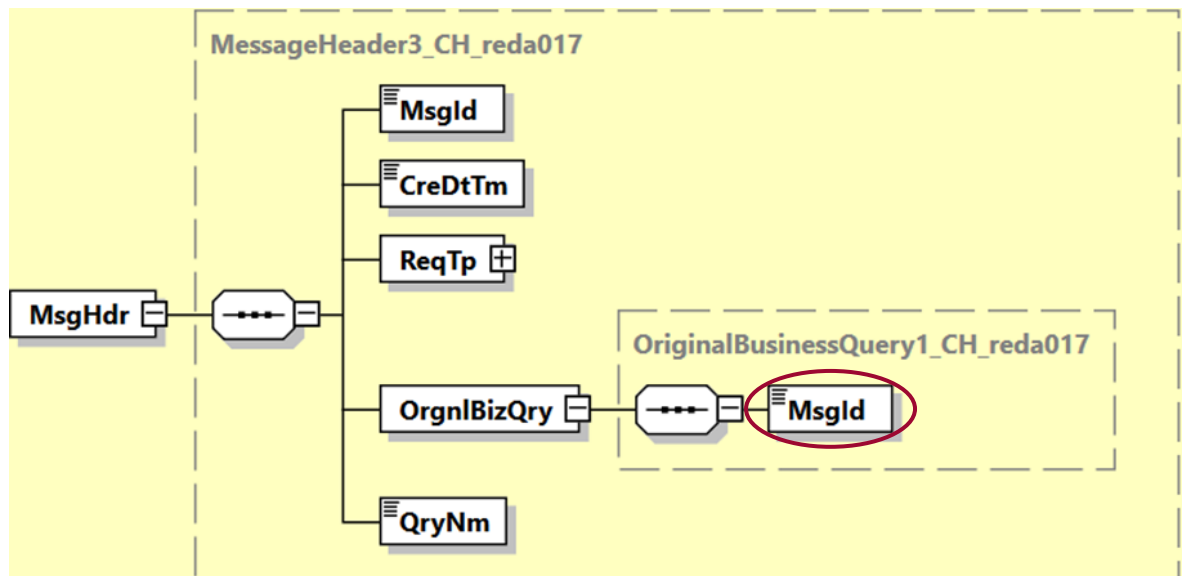 MessageHeader3_CH_reda017
MsgId
CreDtTm
ReqTp
MsgHdr
OriginalBusinessQuery1_CH_reda017
OrgnlBizQry
MsgId
QryNm